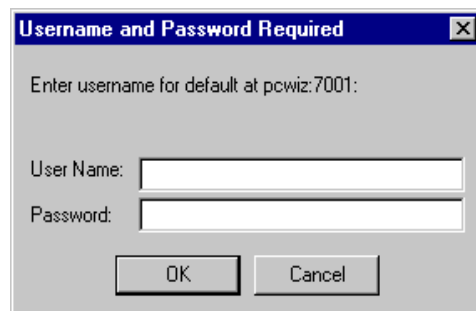 Username and Password Required
Enter username for default at pcwiz:7001:
User Name:
Password:
OK
Cancel